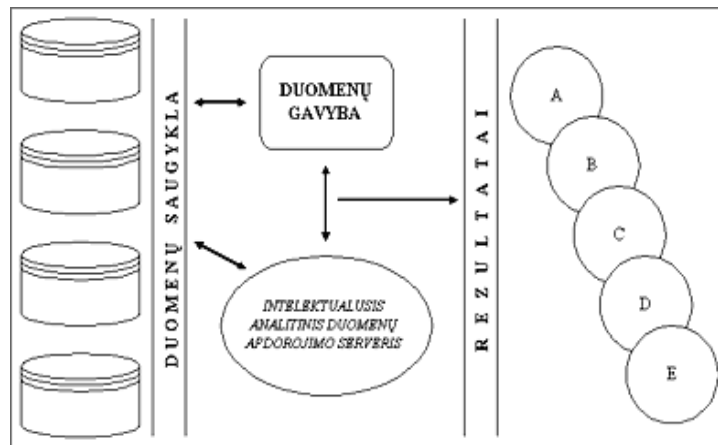 DUOMENŲ SAUGYKLA
DUOMENŲ
GAVYBA
INTELEKTUALUSIS
ANALITINIS DUOMENŲ
APDOROJIMO SERVERIS
REZULTATAI
A
B
C
D
E